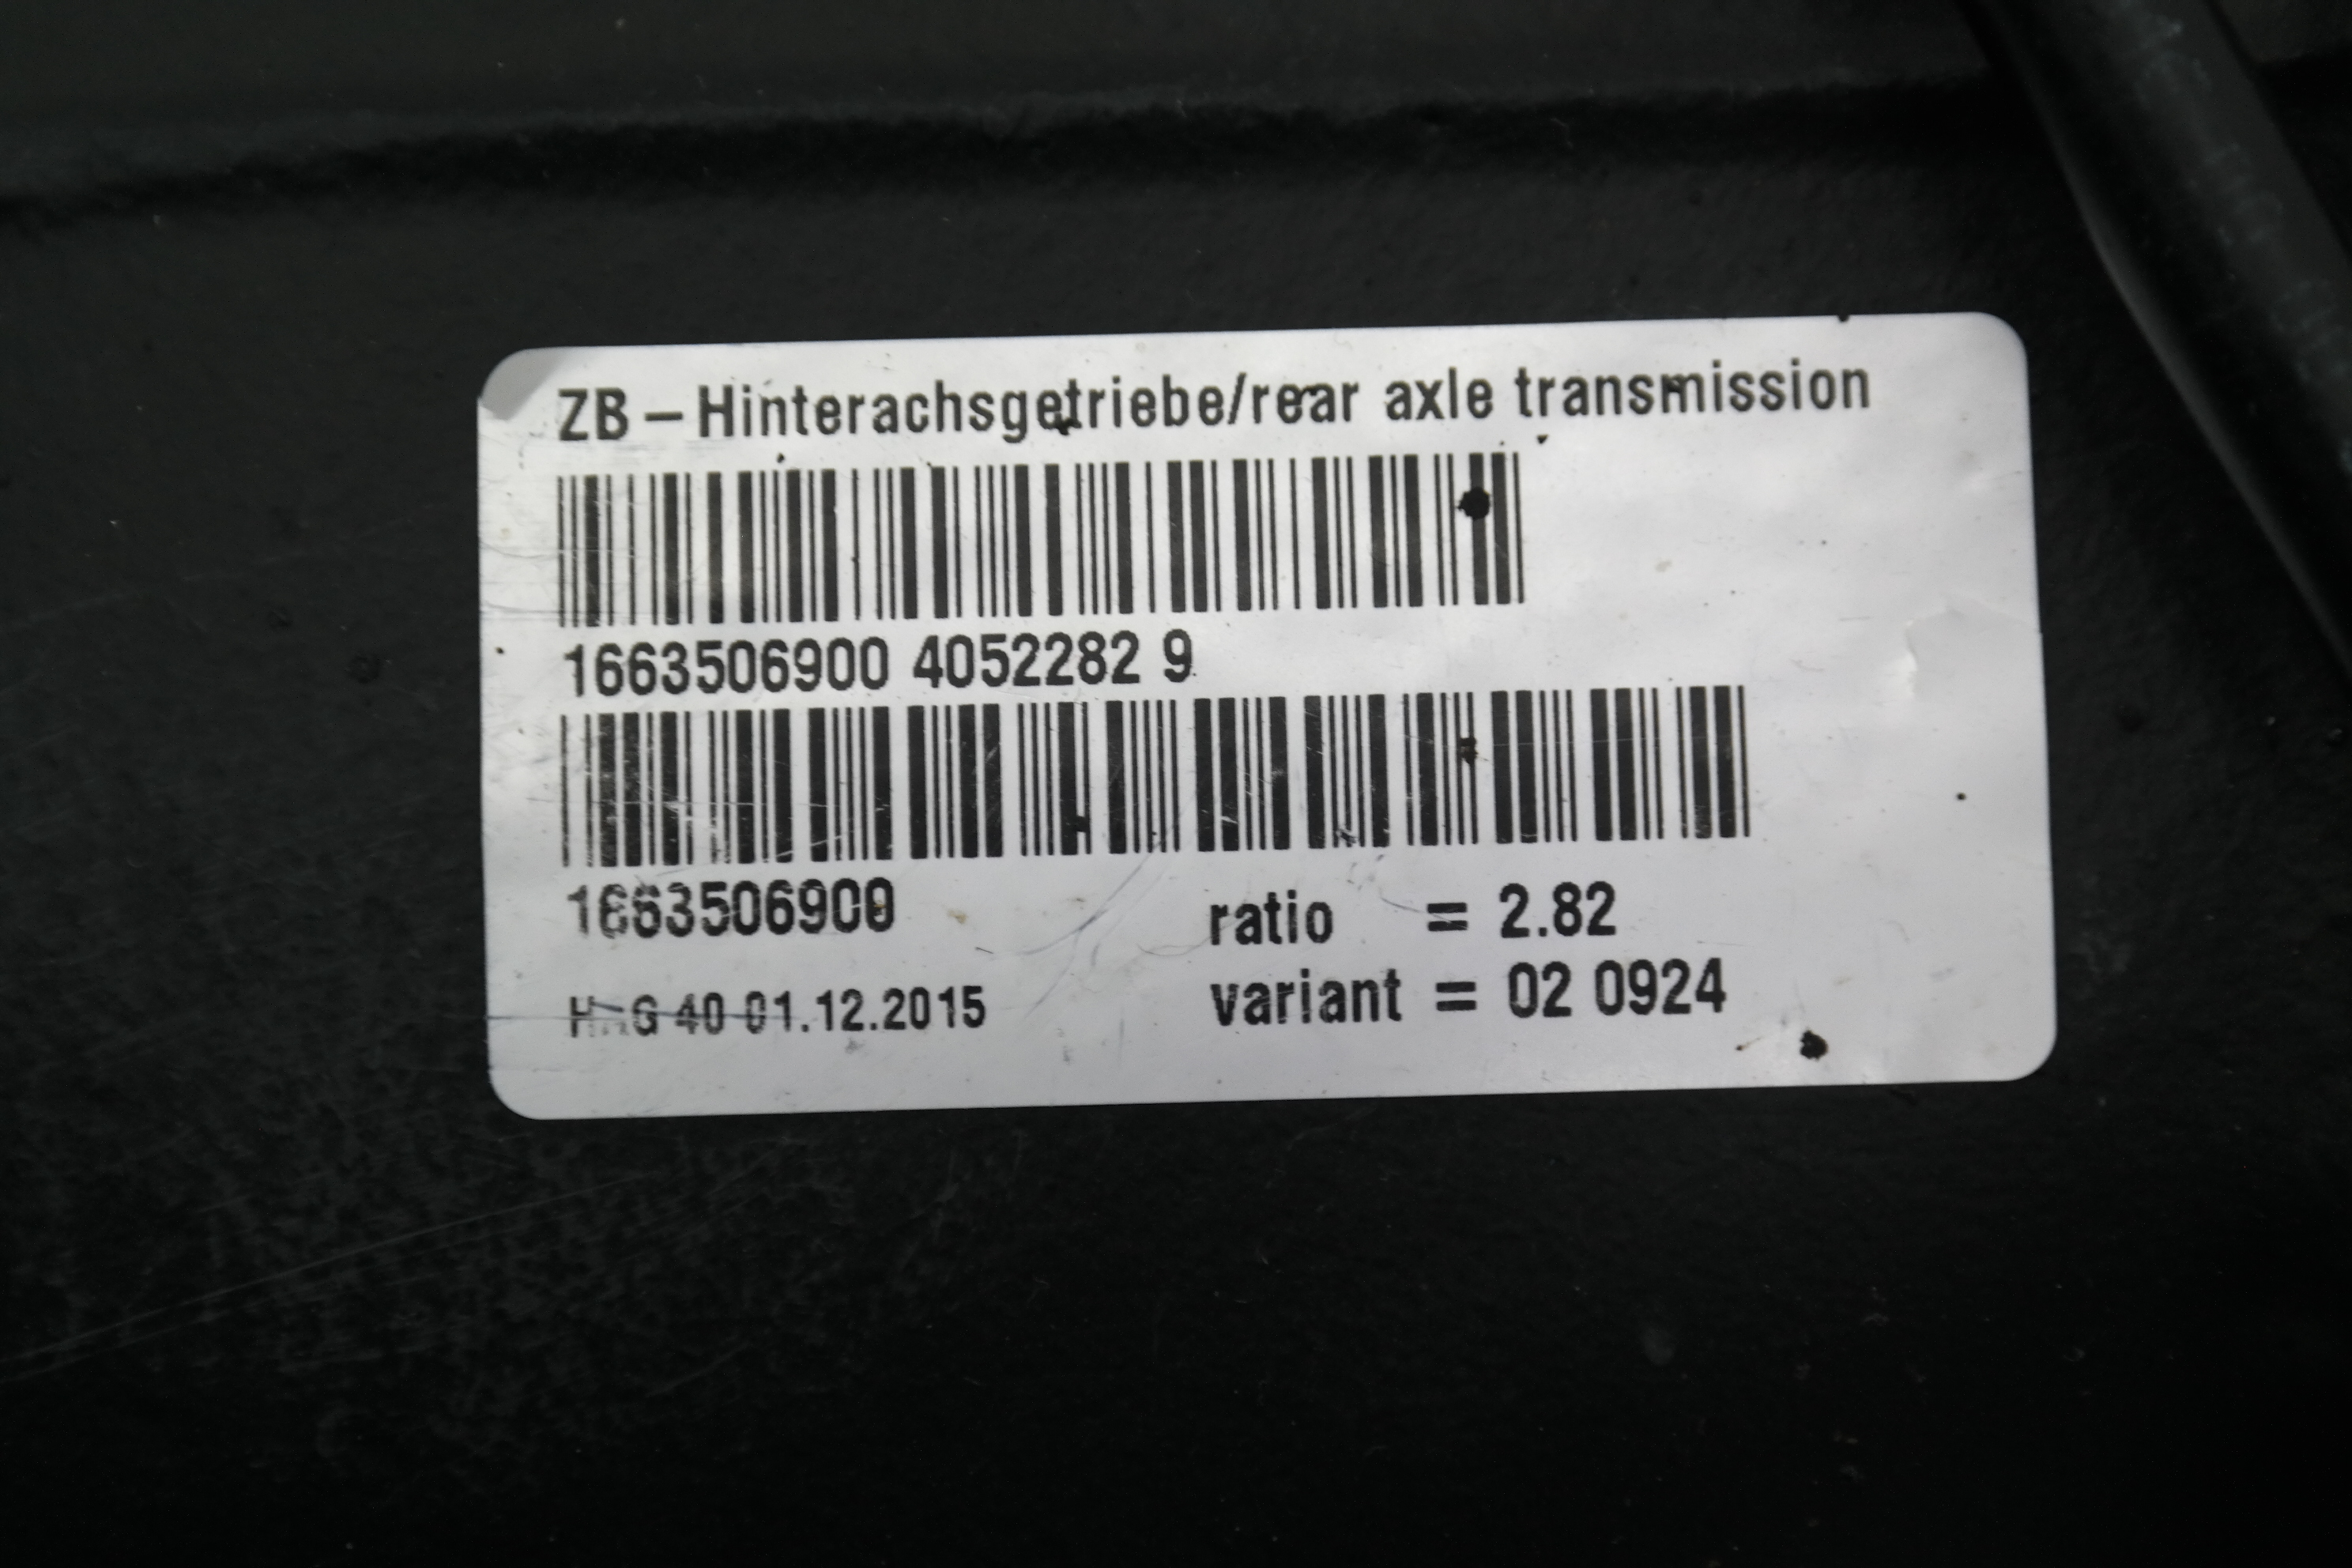 ZB – Hinterachsgetriebe/rear axle transmission
1663506900 4052282 9
1663506900
ratio = 2.82
40 01.12.2015
variant = 02 0924